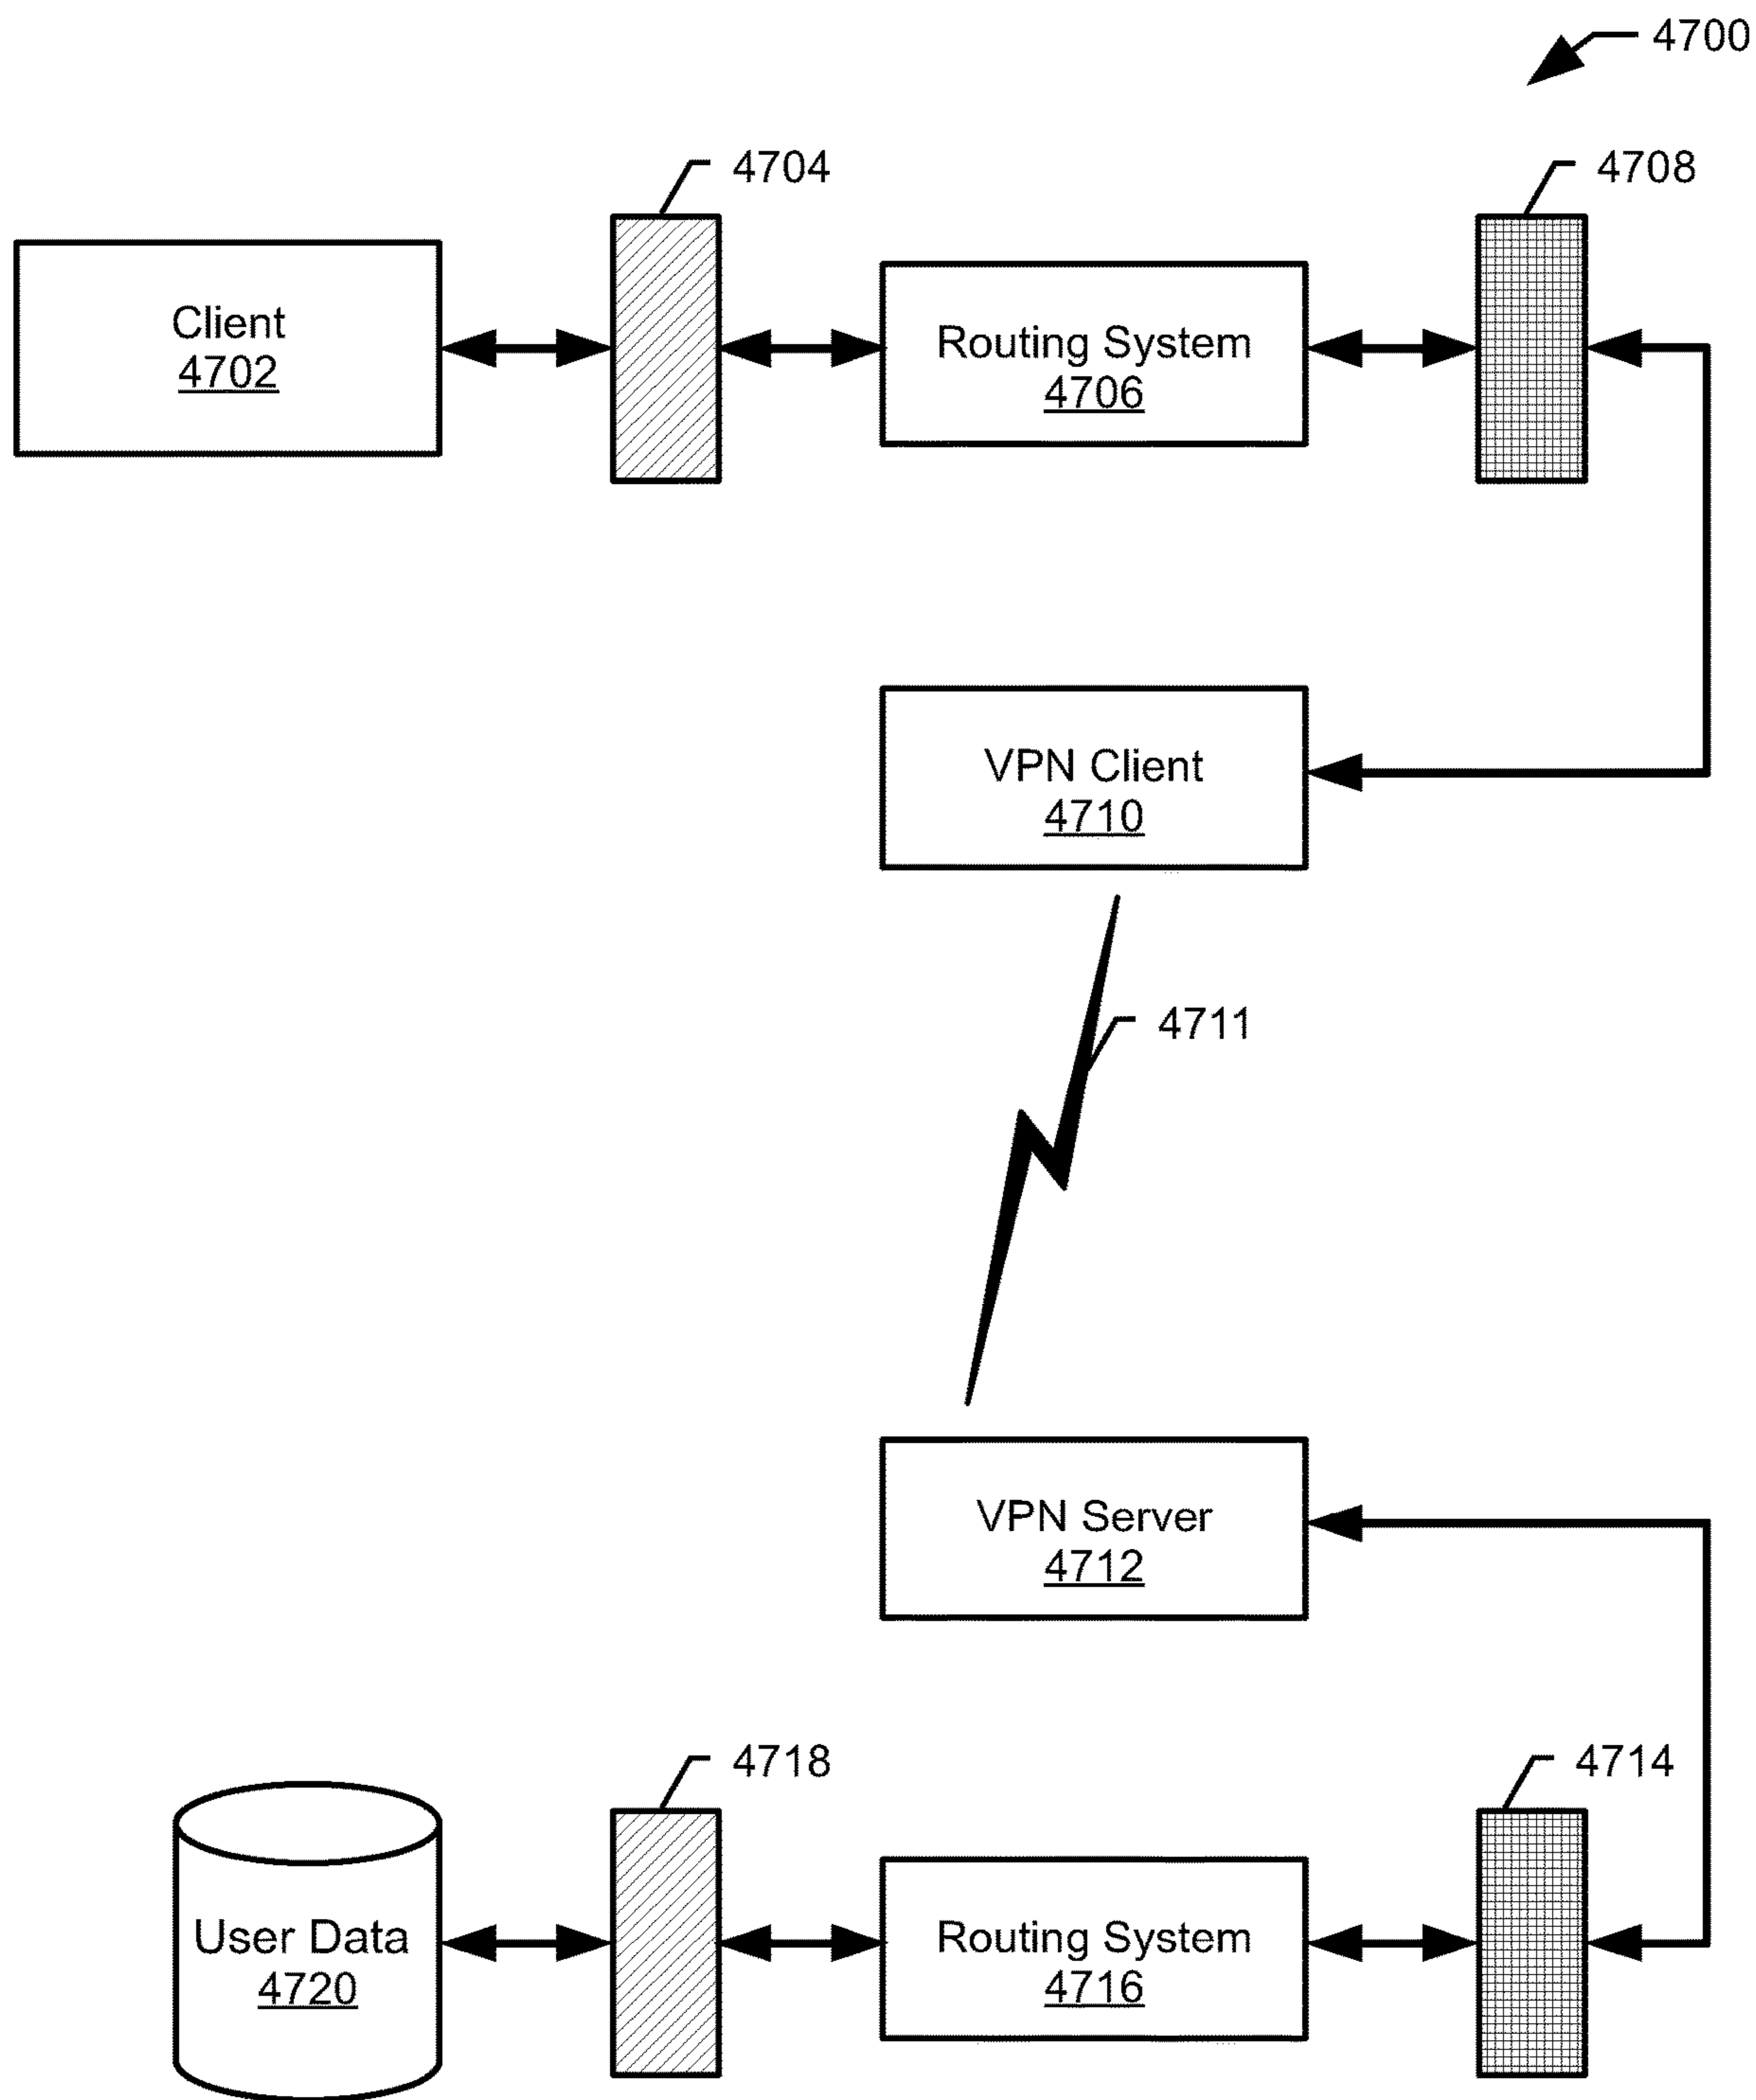 4700
4704
4708
Client
4702
Routing System
4706
VPN Client
4710
4711
VPN Server
4712
4718
4714
User Data
4720
Routing System
4716